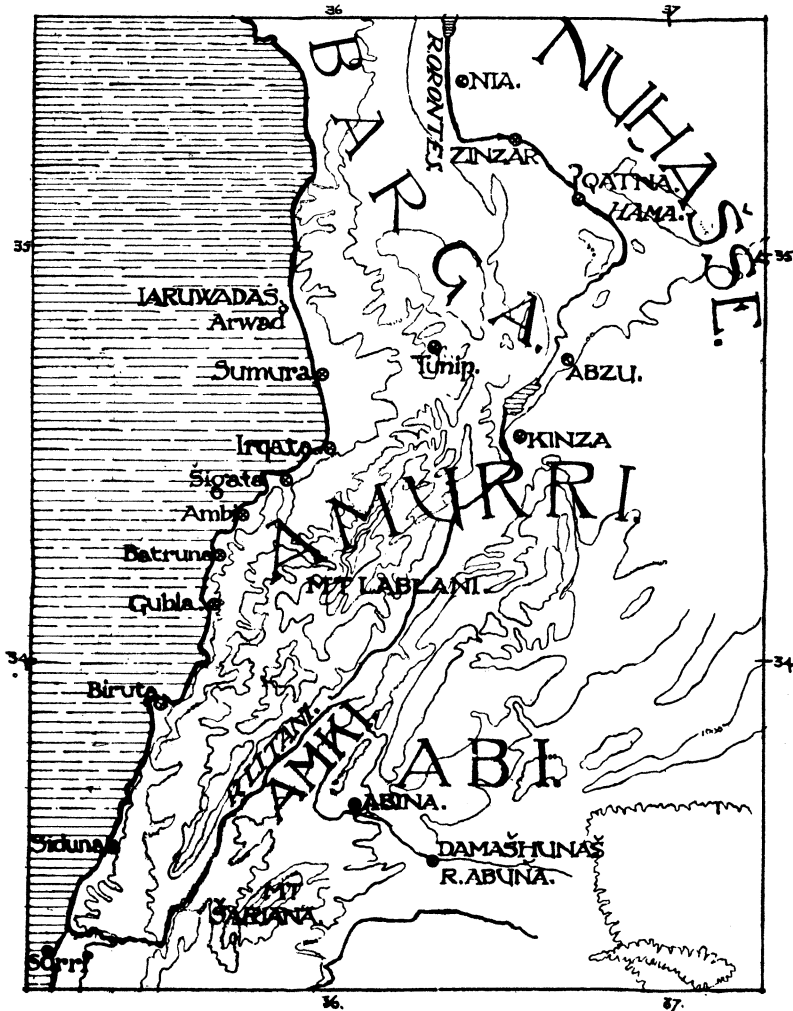 36
37
BARGA.
NUḪAŠŠE.
R.ORONTES
NIA.
ZINZAR
?QATNA.
HAMA.
35
35
IARUWADAŠ.
Arwad
Sumura
Tunip.
ABZU.
Irqata
KINZA
Šigata
Ambi
AMURRI.
Batruna
MT LABLANI.
Gubla
34
34
Biruta
R.LITANI.
AMKI.
ABI.
ABINA.
Siduna
DAMAŠHUNAŠ
R.ABUNA.
MT
ŠARIANA.
Surri
36.
37.